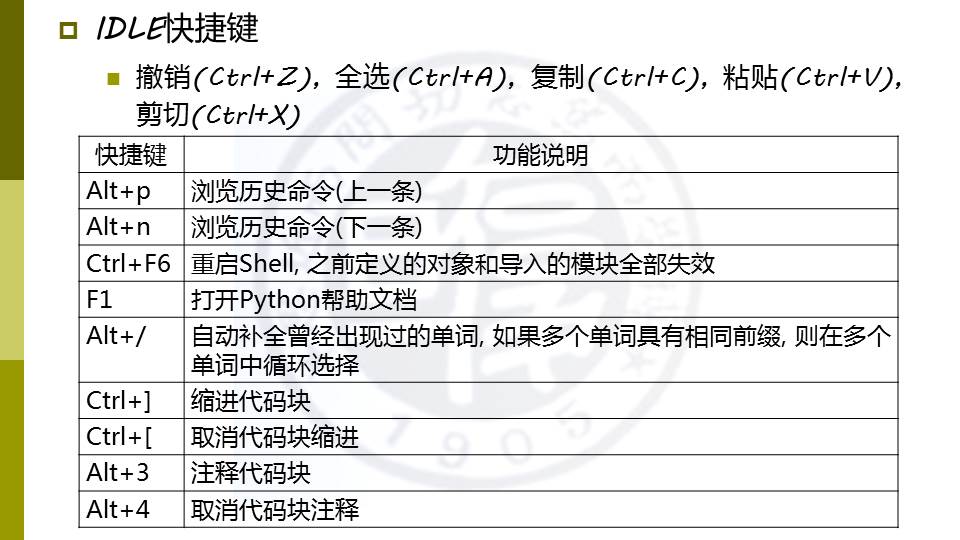 IDLE快捷键
撤销(Ctrl+Z)，全选(Ctrl+A)，复制(Ctrl+C)，粘贴(Ctrl+V)，
剪切(Ctrl+X)
快捷键 功能说明
Alt+p 浏览历史命令(上一条)
Alt+n 浏览历史命令(下一条)
Ctrl+F6 重启Shell, 之前定义的对象和导入的模块全部失效
F1 打开Python帮助文档
Alt+/ 自动补全曾经出现过的单词, 如果多个单词具有相同前缀, 则在多个
单词中循环选择
Ctrl+] 缩进代码块
Ctrl+[ 取消代码块缩进
Alt+3 注释代码块
Alt+4 取消代码块注释
1905